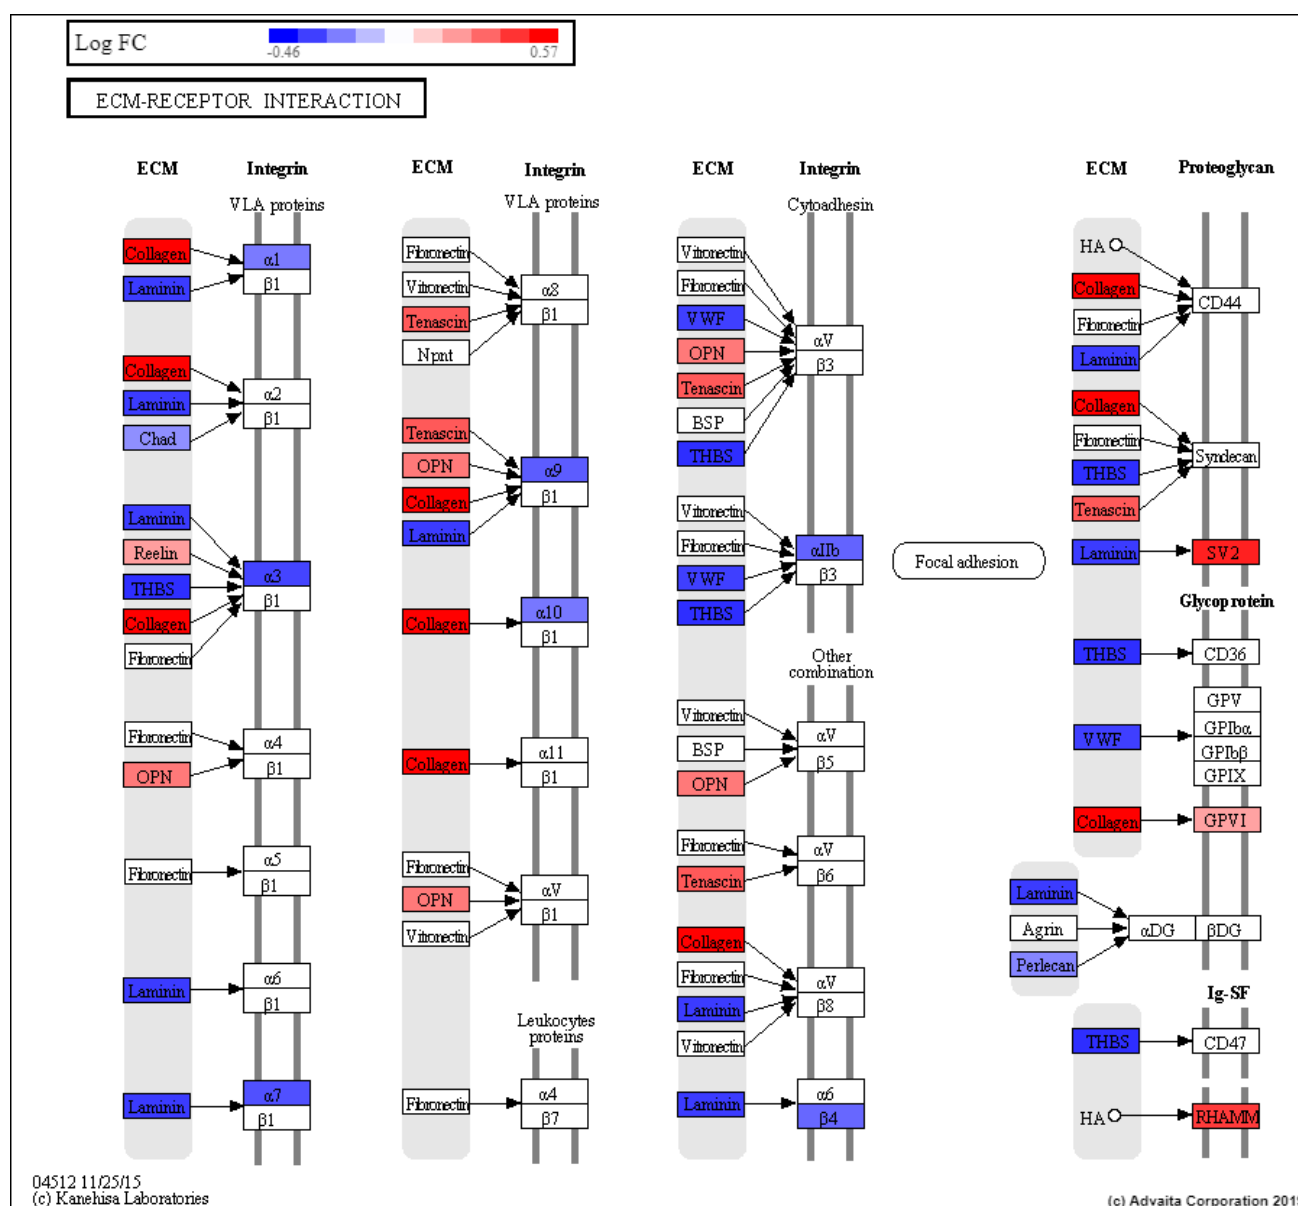 Log FC
-0.46 0.57
ECM-RECEPTOR INTERACTION
ECM Integrin
VLA proteins
Collagen
Laminin
α1
β1
Collagen
Laminin
Chad
α2
β1
Laminin
Reelin
THBS
Collagen
Fibronectin
α3
β1
Fibronectin
OPN
α4
β1
Fibronectin
α5
β1
Laminin
α6
β1
Laminin
α7
β1
ECM Integrin
VLA proteins
Fibronectin
Vitronectin
Tenascin
Npnt
α8
β1
Tenascin
OPN
Collagen
Laminin
α9
β1
Collagen
α10
β1
Collagen
α11
β1
Fibronectin
OPN
Vitronectin
αV
β1
Leukocytes
proteins
Fibronectin
α4
β7
ECM Integrin
Cytoadhesin
Vitronectin
Fibronectin
VWF
OPN
Tenascin
BSP
THBS
αV
β3
Vitronectin
Fibronectin
VWF
THBS
αIIb
β3
Other
combination
Vitronectin
BSP
OPN
αV
β5
Fibronectin
Tenascin
αV
β6
Collagen
Fibronectin
Laminin
Vitronectin
αV
β8
Laminin
α6
β4
Focal adhesion
ECM Proteoglycan
HA
Collagen
Fibronectin
Laminin
CD44
Collagen
Fibronectin
THBS
Tenascin
Syndecan
Laminin
SV2
Glycoprotein
THBS
CD36
VWF
GPV
GPIbα
GPIbβ
GPIX
Collagen
GPVI
Laminin
Agrin
Perlecan
αDG βDG
Ig-SF
THBS
CD47
HA
RHAMM
04512 11/25/15
(c) Kanehisa Laboratories
(c) Advaita Corporation